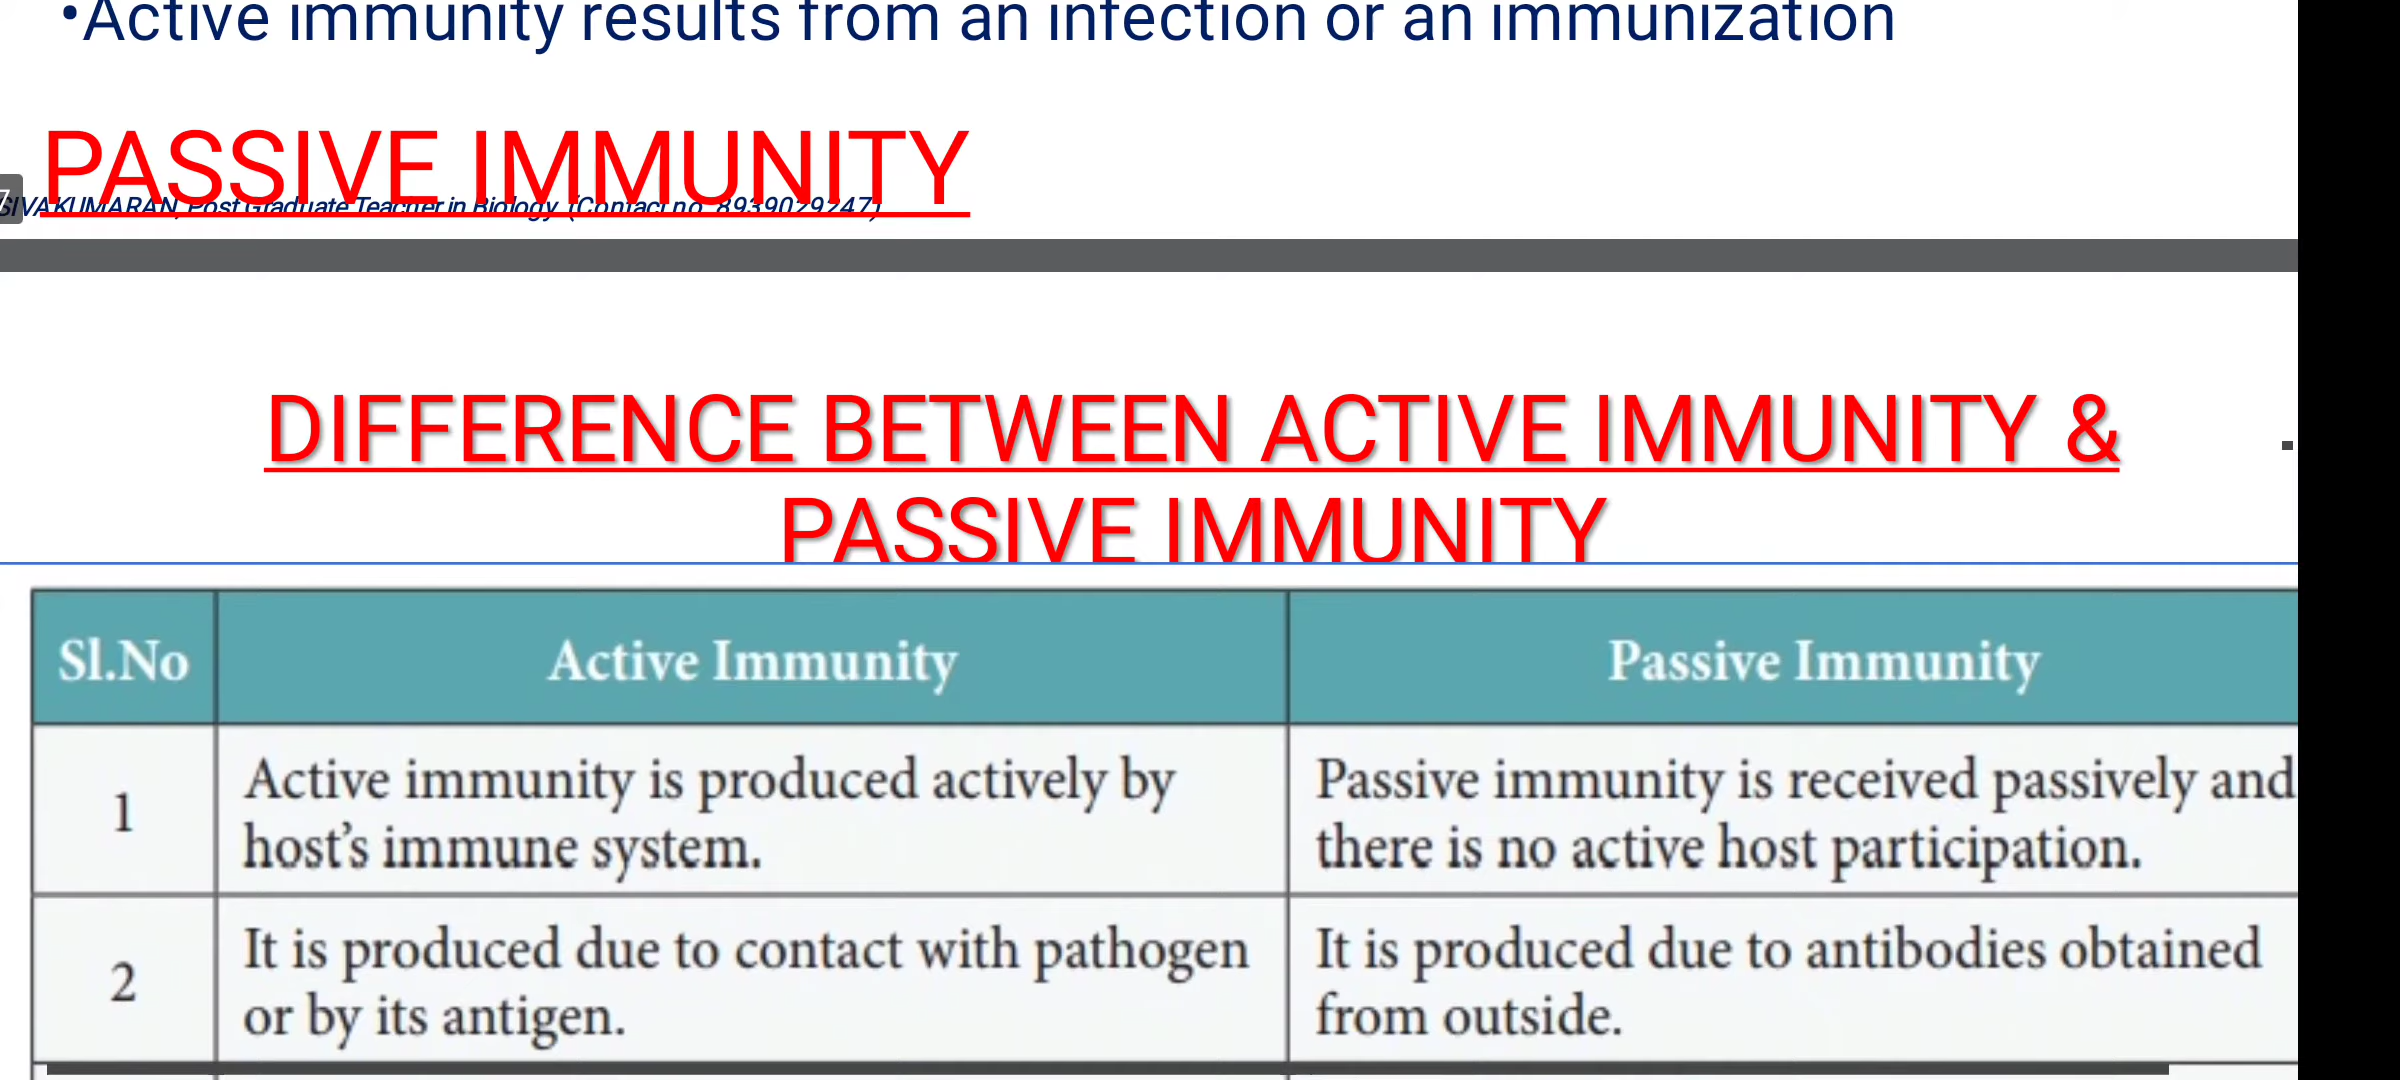 •Active immunity results from an infection or an immunization
PASSIVE IMMUNITY
7
SIVAKUMARAN, Post Graduate Teacher in Biology (Contact no 8939029247)
DIFFERENCE BETWEEN ACTIVE IMMUNITY &
PASSIVE IMMUNITY
Sl.No Active Immunity Passive Immunity
1
Active immunity is produced actively by
host’s immune system.
Passive immunity is received passively and
there is no active host participation.
2
It is produced due to contact with pathogen
or by its antigen.
It is produced due to antibodies obtained
from outside.